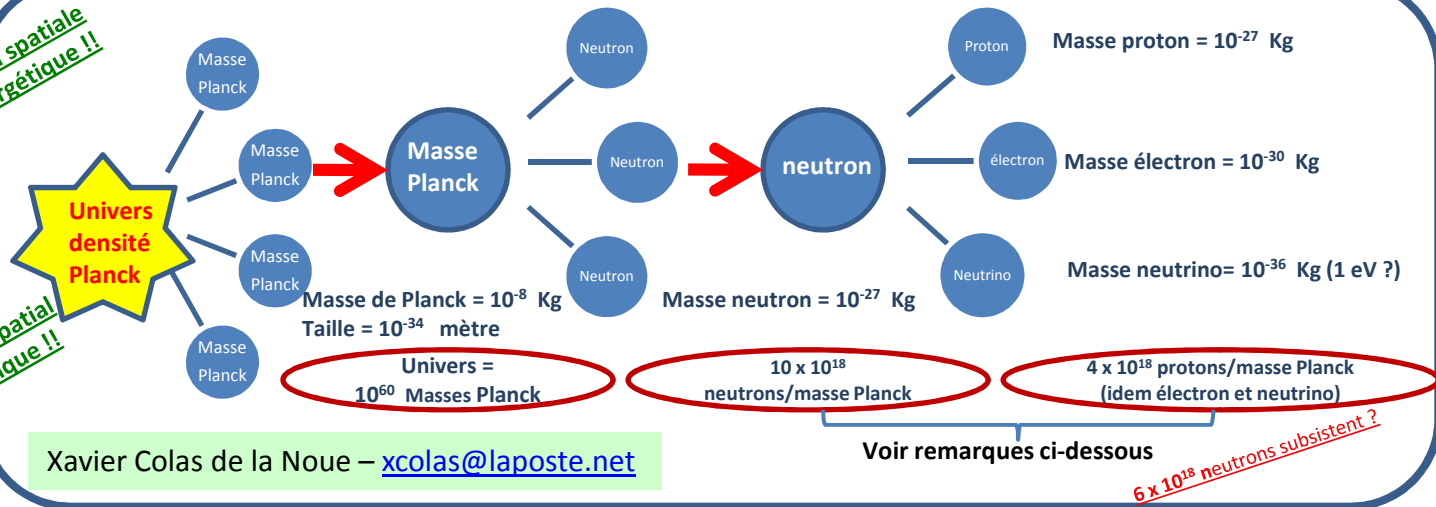 spatiale
rgétique !!
Masse
Planck
Masse
Planck
Masse
Planck
Masse
Planck
Univers
densité
Planck
spatial
ique !!
Masse
Planck
Neutron
Neutron
Neutron
neutron
Proton
électron
Neutrino
Masse proton = 10⁻²⁷ Kg
Masse électron = 10⁻³⁰ Kg
Masse neutrino= 10⁻³⁶ Kg (1 eV ?)
Masse de Planck = 10⁻⁸ Kg
Taille = 10⁻³⁴ mètre
Masse neutron = 10⁻²⁷ Kg
Univers =
10⁶⁰ Masses Planck
10 x 10¹⁸
neutrons/masse Planck
4 x 10¹⁸ protons/masse Planck
(idem électron et neutrino)
Voir remarques ci-dessous
6 x 10¹⁸ neutrons subsistent ?
Xavier Colas de la Noue – xcolas@laposte.net